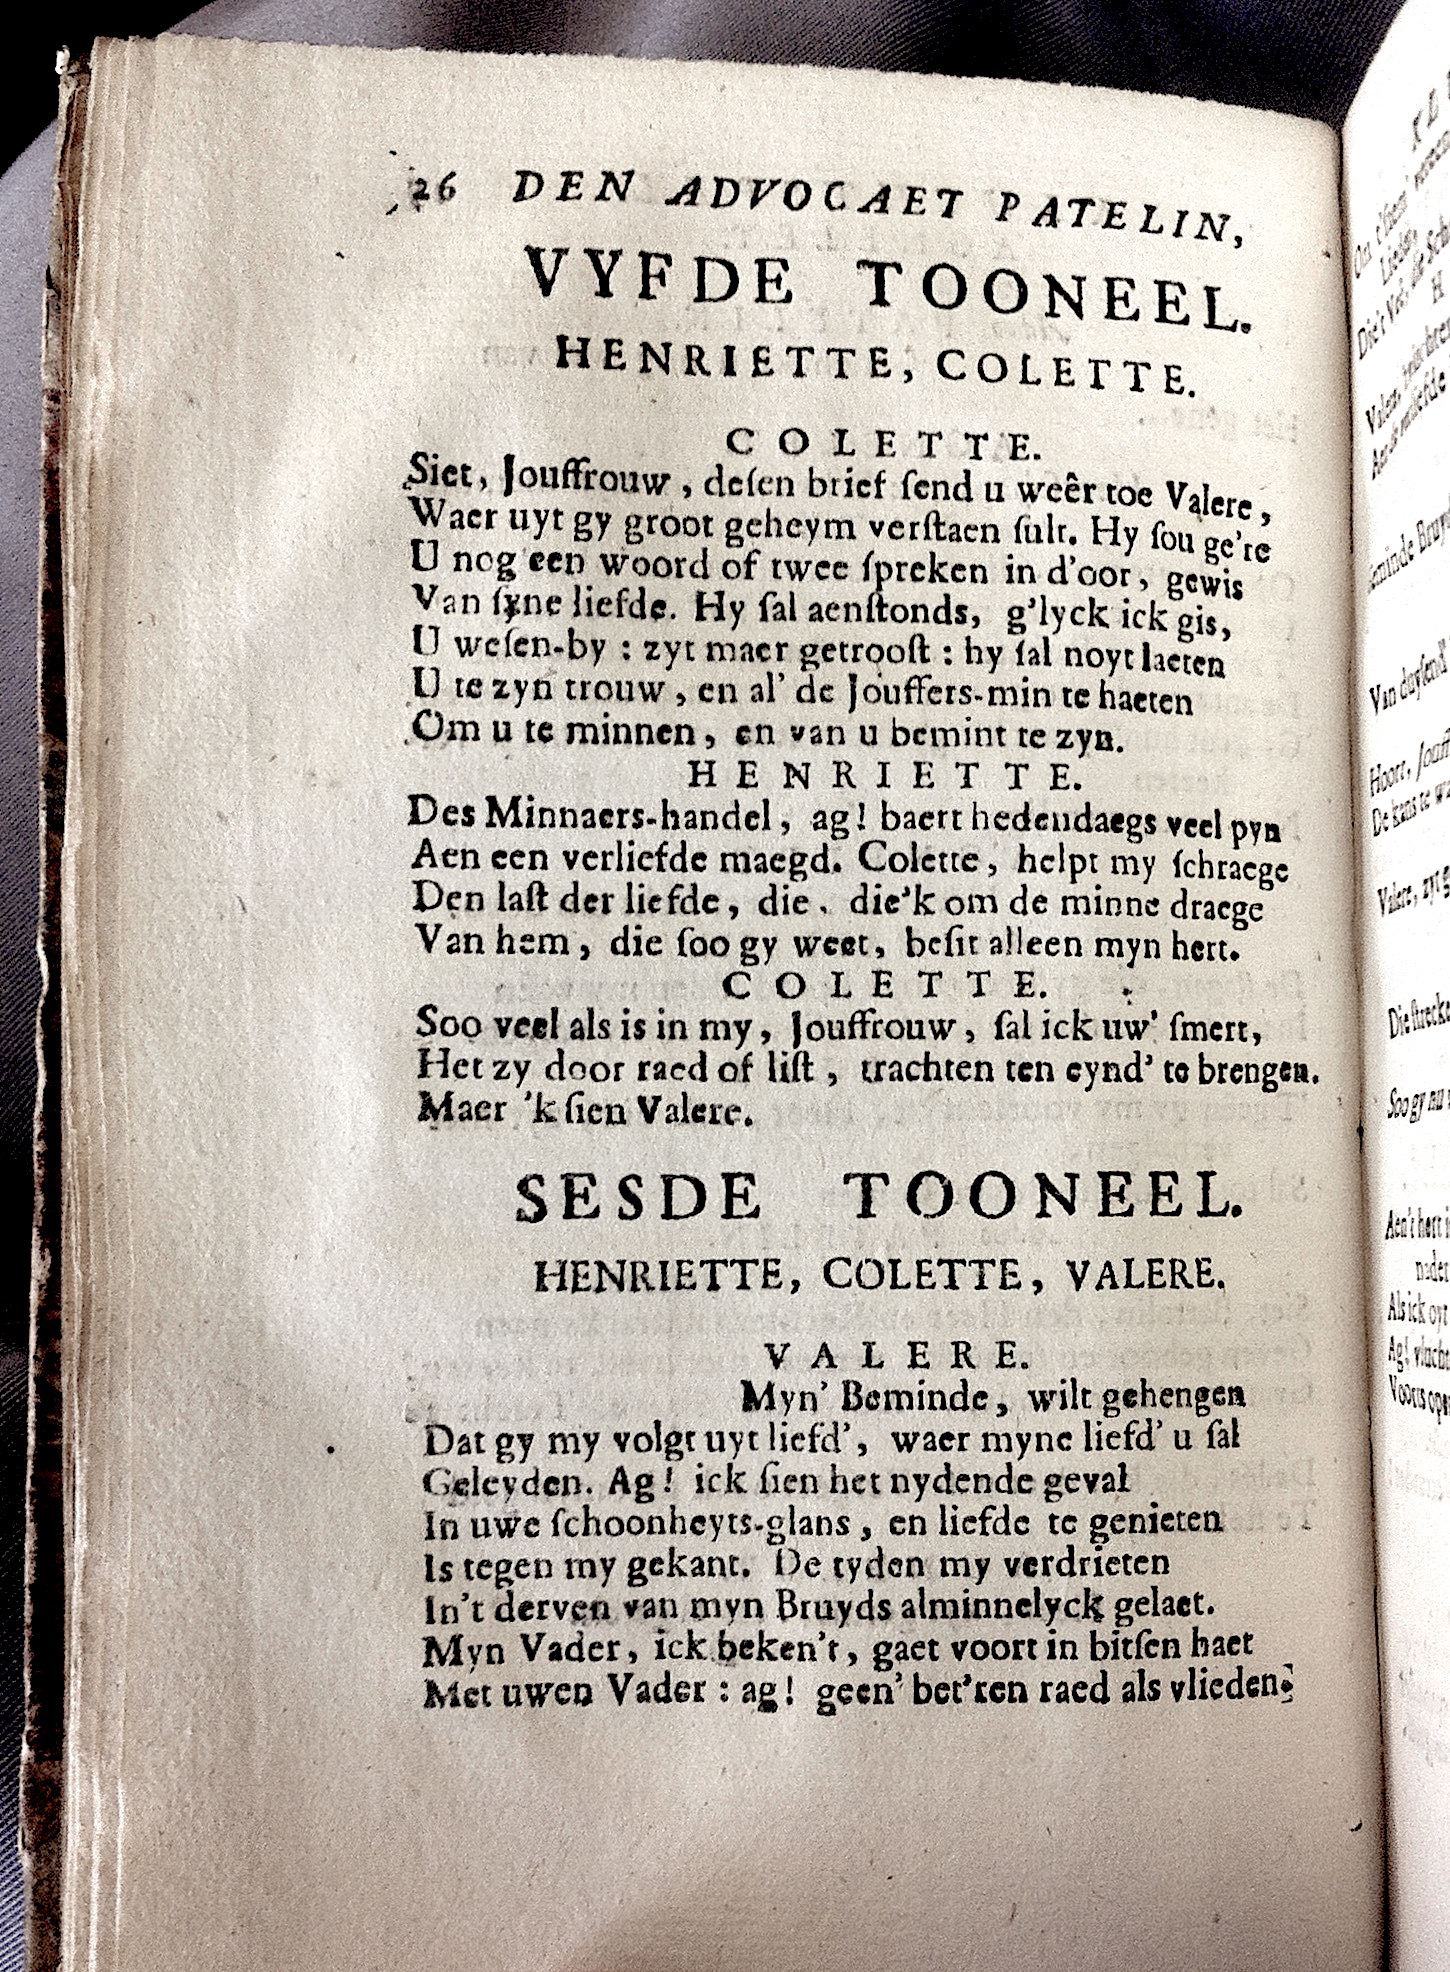 26 DEN ADVOCAET PATELIN,
VYFDE TOONEEL.
HENRIETTE, COLETTE.
COLETTE.
Siet, Jouffrouw, deſen brief ſend u weêr toe Valere,
Waer uyt gy groot geheym verſtaen ſult. Hy ſou ge're
U nog een woord of twee ſpreken in d'oor, gewis
Van ſyne liefde. Hy ſal aenſtonds, g'lyck ick gis,
U weſen-by : zyt maer getrooſt : hy ſal noyt laeten
U te zyn trouw, en al' de Jouffers-min te haeten
Om u te minnen, en van u bemint te zyn.
HENRIETTE.
Des Minnaers-handel, ag! baert hedendaegs veel pyn
Aen een verliefde maegd. Colette, helpt my ſchraege
Den laſt der liefde, die, die'k om de minne draege
Van hem, die ſoo gy weet, beſit alleen myn hert.
COLETTE.
Soo veel als is in my, Jouffrouw, ſal ick uw' ſmert,
Het zy door raed of liſt, trachten ten eynd' te brengen.
Maer 'k ſien Valere.
SESDE TOONEEL.
HENRIETTE, COLETTE, VALERE.
VALERE.
Myn' Beminde, wilt gehengen
Dat gy my volgt uyt liefd', waer myne liefd' u ſal
Geleyden. Ag! ick ſien het nydende geval
In uwe ſchoonheyts-glans, en liefde te genieten
Is tegen my gekant. De tyden my verdrieten
In't derven van myn Bruyds alminnelyck gelaet.
Myn Vader, ick beken't, gaet voort in bitſen haet
Met uwen Vader : ag! geen' bet'ren raed als vlieden;